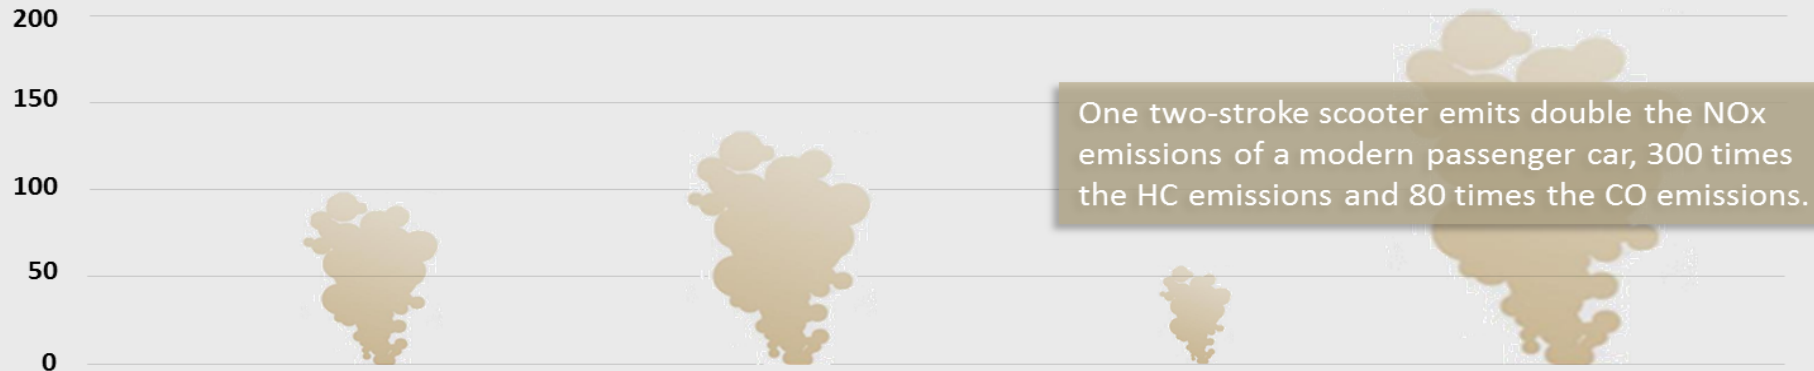 200
150
One two-stroke scooter emits double the NOx
emissions of a modern passenger car, 300 times
the HC emissions and 80 times the CO emissions.
100
50
0